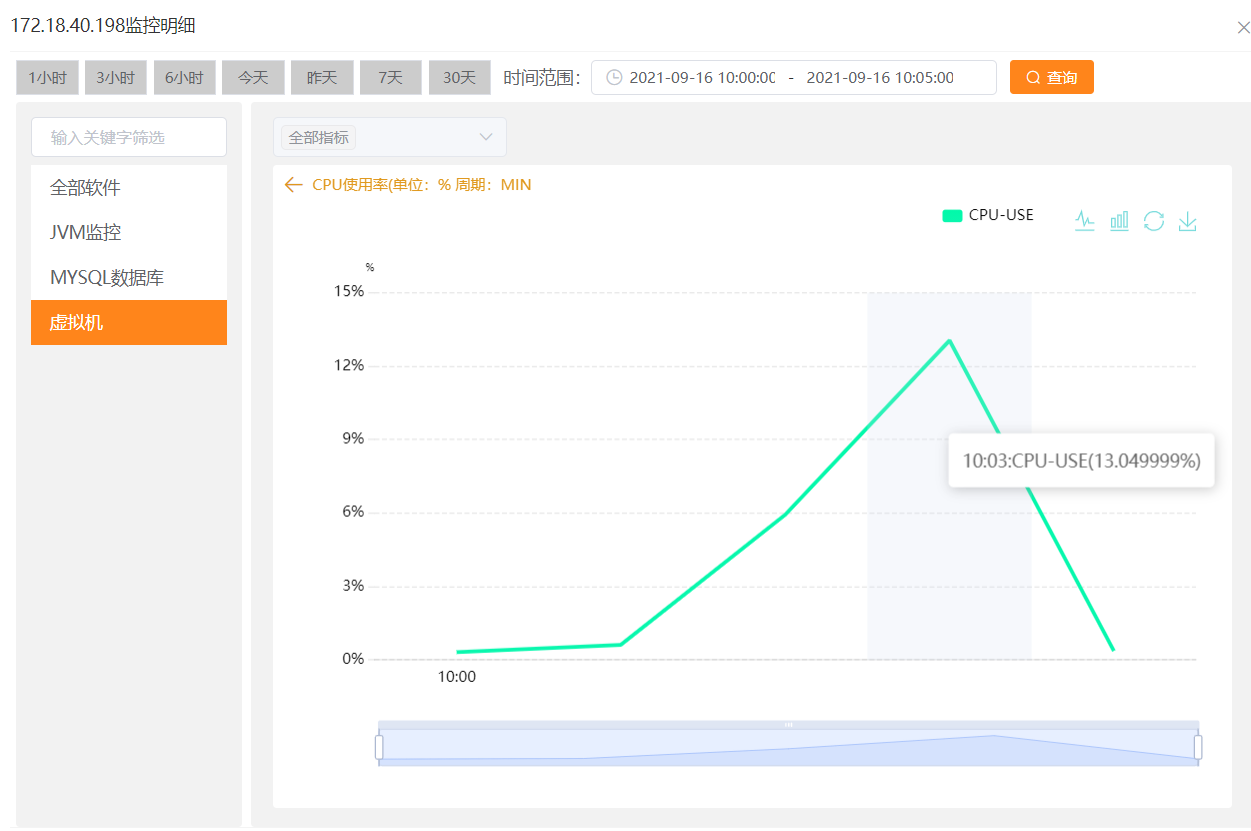 172.18.40.198监控明细
1小时 3小时 6小时 今天 昨天 7天 30天 时间范围： 2021-09-16 10:00:00 - 2021-09-16 10:05:00 查询
输入关键字筛选
全部软件
JVM监控
MYSQL数据库
虚拟机
全部指标
CPU使用率(单位：% 周期：MIN
CPU-USE
%
15%
12%
9%
10:03:CPU-USE(13.049999%)
6%
3%
0%
10:00